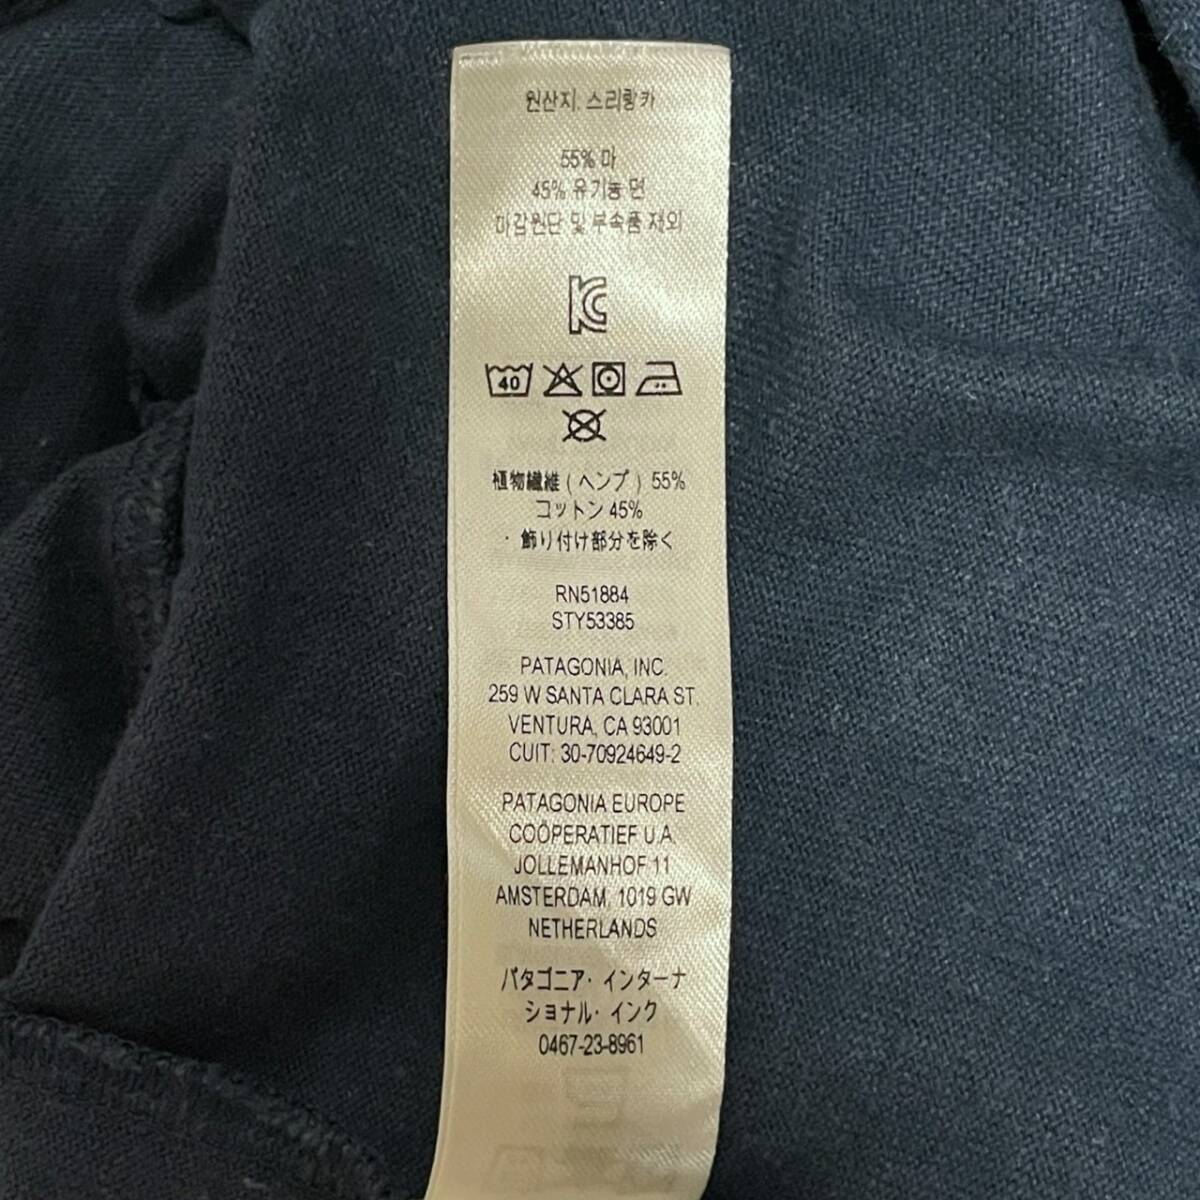 원산지: 스리랑카
55% 마
45% 유기농 면
마감원단 및 부속품 제외
KC
40
植物繊維(ヘンプ) 55%
コットン 45%
・飾り付け部分を除く
RN51884
STY53385
PATAGONIA, INC.
259 W SANTA CLARA ST.
VENTURA, CA 93001
CUIT: 30-70924649-2
PATAGONIA EUROPE
COÖPERATIEF U.A.
JOLLEMANHOF 11
AMSTERDAM, 1019 GW
NETHERLANDS
パタゴニア・インターナ
ショナル・インク
0467-23-8961